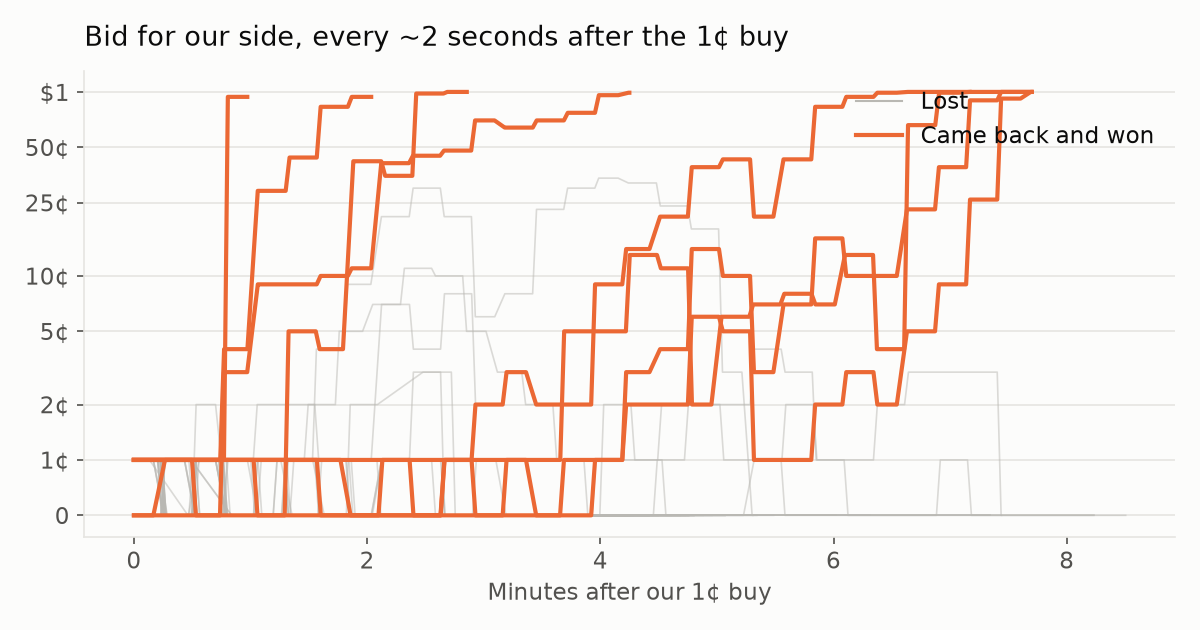 Bid for our side, every ~2 seconds after the 1¢ buy
$1
50¢
25¢
10¢
5¢
2¢
1¢
0
Lost
Came back and won
0 2 4 6 8
Minutes after our 1¢ buy